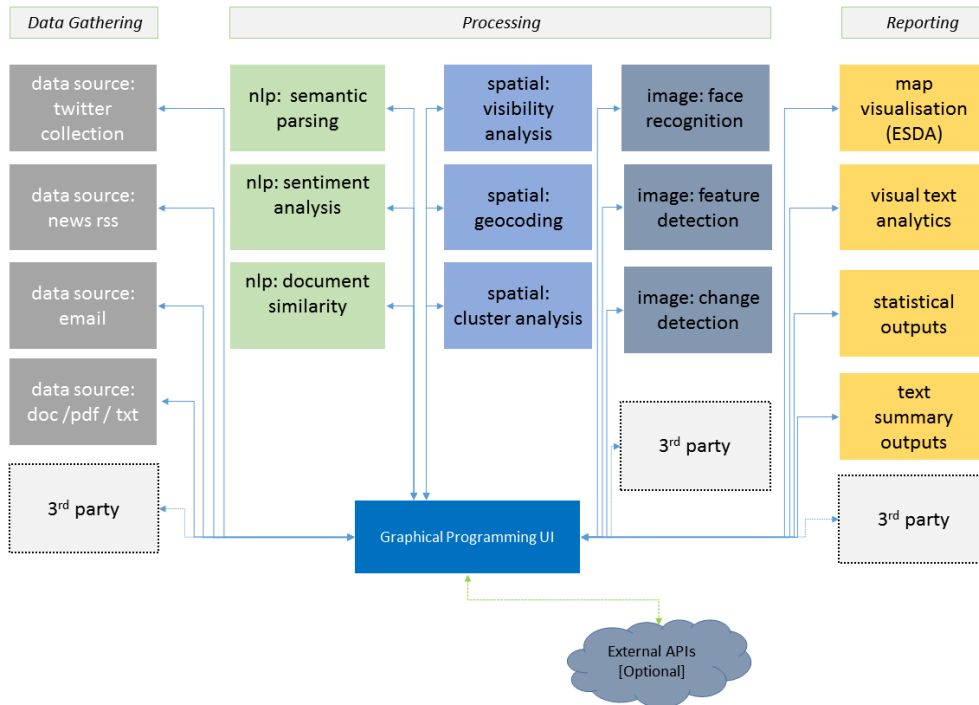 Data Gathering
Processing
Reporting
data source:
twitter
collection
data source:
news rss
data source:
email
data source:
doc /pdf / txt
3rd party
nlp: semantic
parsing
nlp: sentiment
analysis
nlp: document
similarity
spatial:
visibility
analysis
spatial:
geocoding
spatial:
cluster analysis
image: face
recognition
image: feature
detection
image: change
detection
3rd party
map
visualisation
(ESDA)
visual text
analytics
statistical
outputs
text
summary
outputs
3rd party
Graphical Programming UI
External APIs
[Optional]